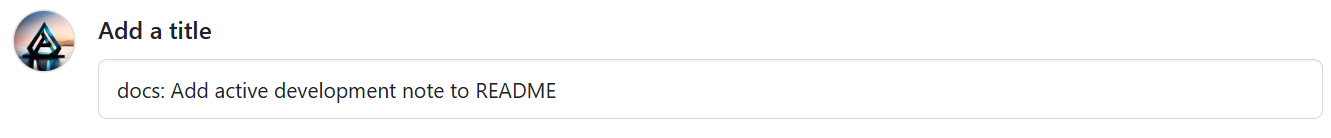 Add a title
docs: Add active development note to README